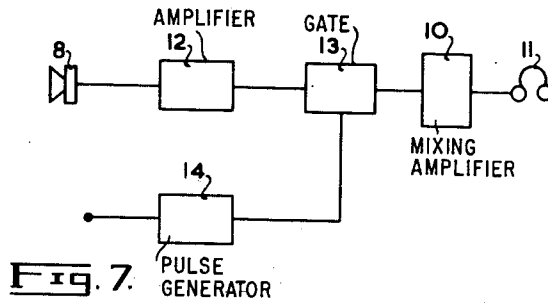 AMPLIFIER
12
GATE
13
10
11
8
MIXING
AMPLIFIER
14
PULSE
GENERATOR
Fig. 7.